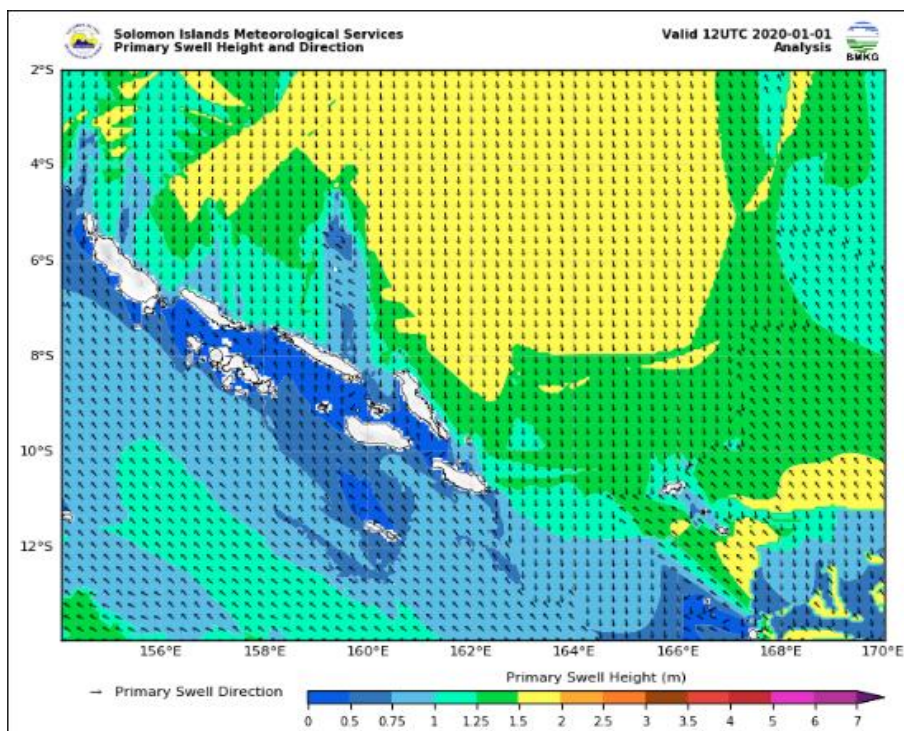 Solomon Islands Meteorological Services
Primary Swell Height and Direction
Valid 12UTC 2020-01-01
Analysis
BMKG
2°S
4°S
6°S
8°S
10°S
12°S
156°E 158°E 160°E 162°E 164°E 166°E 168°E 170°E
Primary Swell Direction
Primary Swell Height (m)
0 0.5 0.75 1 1.25 1.5 2 2.5 3 3.5 4 5 6 7